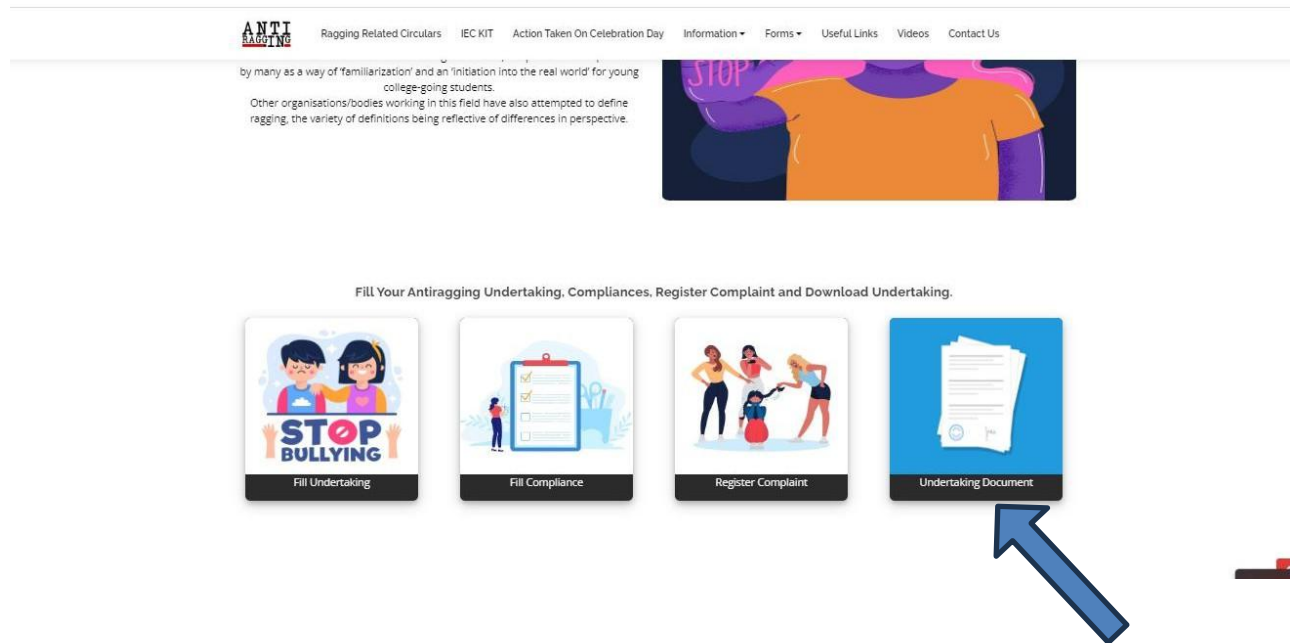 ANTI
RAGGING
Ragging Related Circulars IEC KIT Action Taken On Celebration Day Information Forms Useful Links Videos Contact Us
by many as a way of 'familiarization' and an 'initiation into the real world' for young
college-going students.
Other organisations/bodies working in this field have also attempted to define
ragging, the variety of definitions being reflective of differences in perspective.
STOP
Fill Your Antiragging Undertaking, Compliances, Register Complaint and Download Undertaking.
STOP
BULLYING
Fill Undertaking
Fill Compliance
Register Complaint
Undertaking Document